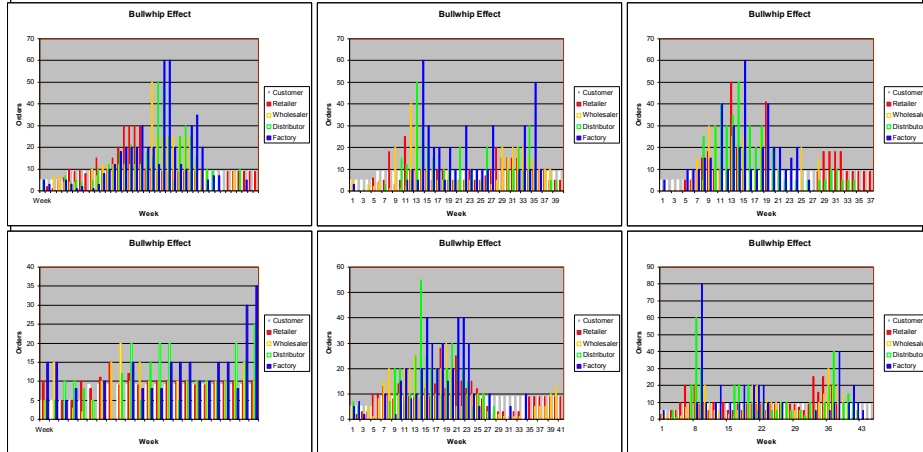 Bullwhip Effect
70
60
50
40
30
20
10
0
Orders
Week
Week
Customer
Retailer
Wholesaler
Distributor
Factory
Bullwhip Effect
70
60
50
40
30
20
10
0
Orders
1 3 5 7 9 11 13 15 17 19 21 23 25 27 29 31 33 35 37 39
Week
Customer
Retailer
Wholesaler
Distributor
Factory
Bullwhip Effect
70
60
50
40
30
20
10
0
Orders
1 3 5 7 9 11 13 15 17 19 21 23 25 27 29 31 33 35 37
Week
Customer
Retailer
Wholesaler
Distributor
Factory
Bullwhip Effect
40
35
30
25
20
15
10
5
0
Orders
Week
Week
Customer
Retailer
Wholesaler
Distributor
Factory
Bullwhip Effect
60
50
40
30
20
10
0
Orders
1 3 5 7 9 11 13 15 17 19 21 23 25 27 29 31 33 35 37 39 41
Week
Customer
Retailer
Wholesaler
Distributor
Factory
Bullwhip Effect
90
80
70
60
50
40
30
20
10
0
Orders
1 8 15 22 29 36 43
Week
Customer
Retailer
Wholesaler
Distributor
Factory